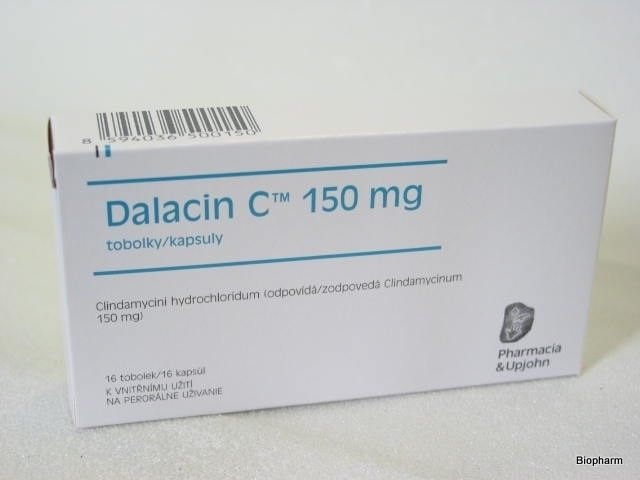 8 594036 500150
Dalacin C™ 150 mg
tobolky/kapsuly
Clindamycini hydrochloridum (odpovídá/zodpovedá Clindamycinum
150 mg)
16 tobolek/16 kapsúl
K VNITŘNÍMU UŽITÍ
NA PERORÁLNE UŽÍVANIE
Pharmacia
&Upjohn
Biopharm